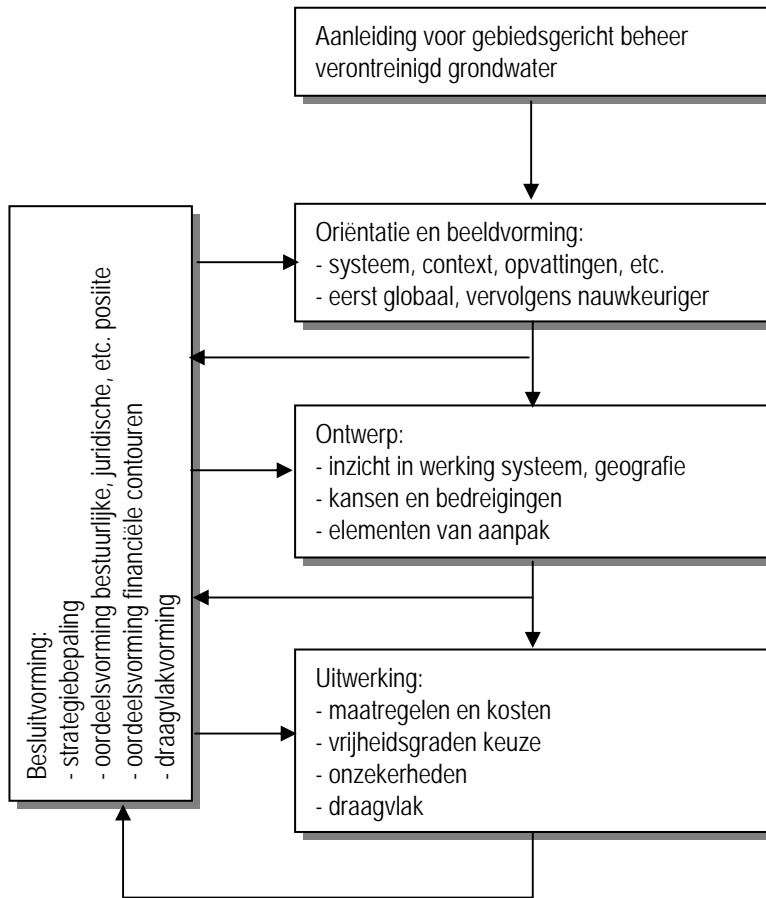 Aanleiding voor gebiedsgericht beheer
verontreinigd grondwater
Oriëntatie en beeldvorming:
- systeem, context, opvattingen, etc.
- eerst globaal, vervolgens nauwkeuriger
Ontwerp:
- inzicht in werking systeem, geografie
- kansen en bedreigingen
- elementen van aanpak
Uitwerking:
- maatregelen en kosten
- vrijheidsgraden keuze
- onzekerheden
- draagvlak
Besluitvorming:
- strategiebepaling
- oordeelsvorming bestuurlijke, juridische, etc. posiite
- oordeelsvorming financiële contouren
- draagvlakvorming